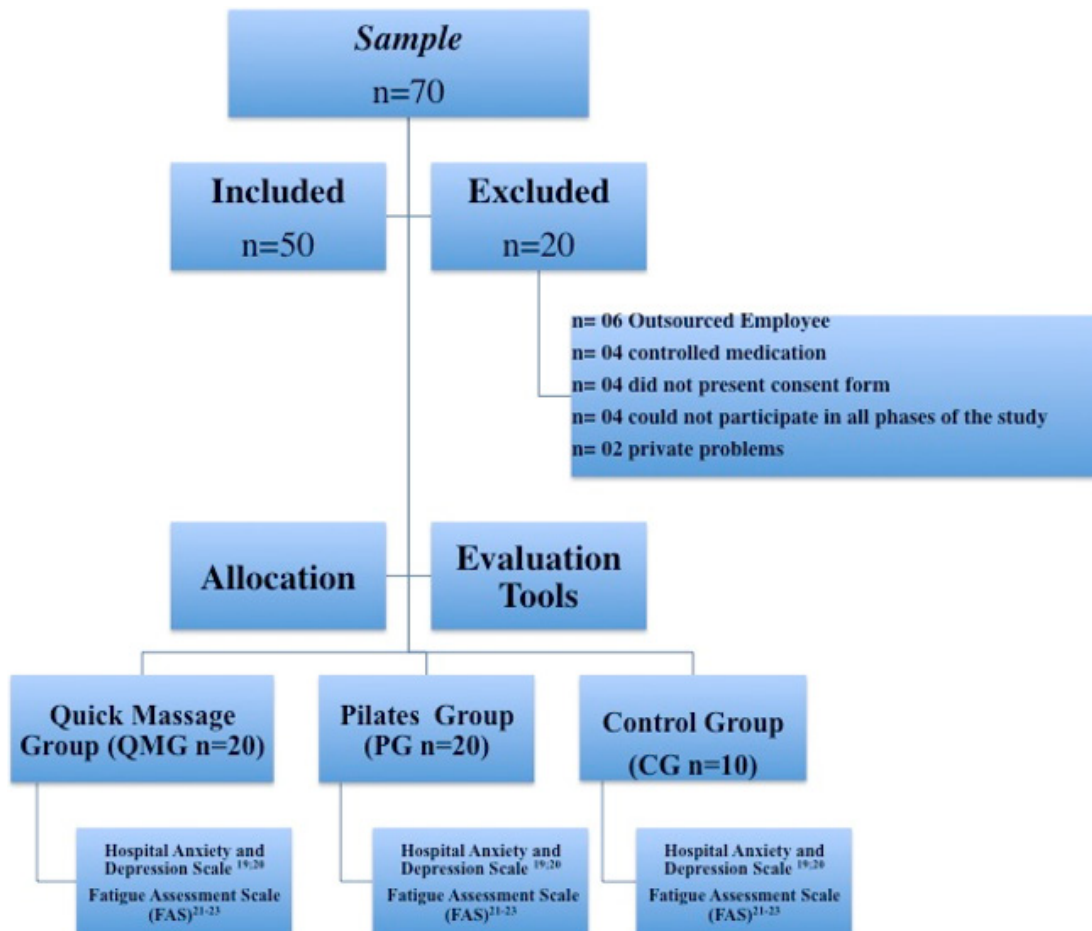 Sample
n=70
Included
n=50
Excluded
n=20
n= 06 Outsourced Employee
n= 04 controlled medication
n= 04 did not present consent form
n= 04 could not participate in all phases of the study
n= 02 private problems
Allocation
Evaluation
Tools
Quick Massage
Group (QMG n=20)
Pilates Group
(PG n=20)
Control Group
(CG n=10)
Hospital Anxiety and
Depression Scale 19;20
Fatigue Assessment Scale
(FAS)21-23
Hospital Anxiety and
Depression Scale 19;20
Fatigue Assessment Scale
(FAS)21-23
Hospital Anxiety and
Depression Scale 19;20
Fatigue Assessment Scale
(FAS)21-23